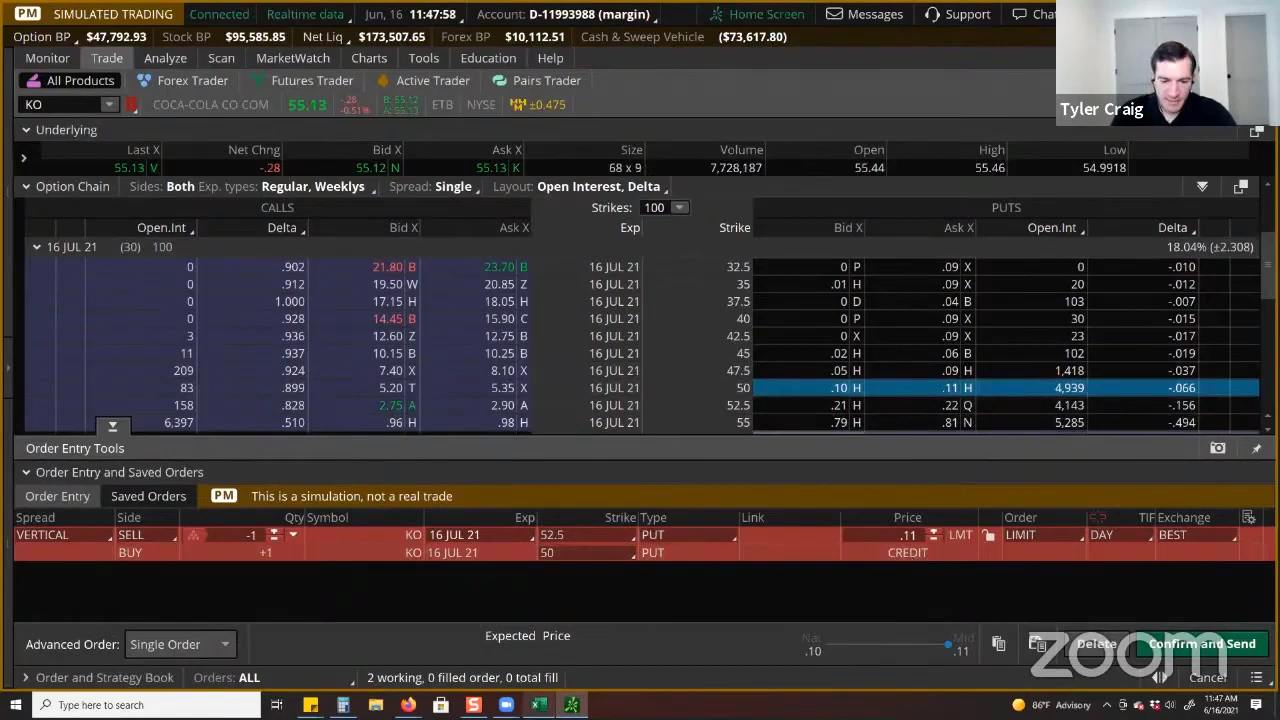 PM SIMULATED TRADING Connected Realtime data Jun, 16 11:47:58 Account: D-11993988 (margin) Home Screen Messages Support Chat
Option BP $47,792.93 Stock BP $95,585.85 Net Liq $173,507.65 Forex BP $10,112.51 Cash & Sweep Vehicle ($73,617.80)
Monitor Trade Analyze Scan MarketWatch Charts Tools Education Help
All Products Forex Trader Futures Trader Active Trader Pairs Trader
KO COCA-COLA CO COM 55.13 -.28 -0.51% B: 55.12 A: 55.13 ETB NYSE ±0.475
Tyler Craig
Underlying
Last X Net Chng Bid X Ask X Size Volume Open High Low
55.13 V -.28 55.12 N 55.13 K 68 x 9 7,728,187 55.44 55.46 54.9918
Option Chain Sides: Both Exp. types: Regular, Weeklys Spread: Single Layout: Open Interest, Delta
CALLS Strikes: 100 PUTS
Open.Int Delta Bid X Ask X Exp Strike Bid X Ask X Open.Int Delta
16 JUL 21 (30) 100 18.04% (±2.308)
0 .902 21.80 B 23.70 B 16 JUL 21 32.5 0 P .09 X 0 -.010
0 .912 19.50 W 20.85 Z 16 JUL 21 35 .01 H .09 X 20 -.012
0 1.000 17.15 H 18.05 H 16 JUL 21 37.5 0 D .04 B 103 -.007
0 .928 14.45 B 15.90 C 16 JUL 21 40 0 P .09 X 30 -.015
3 .936 12.60 Z 12.75 B 16 JUL 21 42.5 0 X .09 X 23 -.017
11 .937 10.15 B 10.25 B 16 JUL 21 45 .02 H .06 B 102 -.019
209 .924 7.40 X 8.10 X 16 JUL 21 47.5 .05 H .09 H 1,418 -.037
83 .899 5.20 T 5.35 X 16 JUL 21 50 .10 H .11 H 4,939 -.066
158 .828 2.75 A 2.90 A 16 JUL 21 52.5 .21 H .22 Q 4,143 -.156
6,397 .510 .96 H .98 H 16 JUL 21 55 .79 H .81 N 5,285 -.494
Order Entry Tools
Order Entry and Saved Orders
Order Entry Saved Orders PM This is a simulation, not a real trade
Spread Side Qty Symbol Exp Strike Type Link Price Order TIF Exchange
VERTICAL SELL -1 KO 16 JUL 21 52.5 PUT .11 LMT LIMIT DAY BEST
BUY +1 KO 16 JUL 21 50 PUT CREDIT
Advanced Order: Single Order Expected Price Nat .10 Mid .11 Delete Confirm and Send
zoom
Order and Strategy Book Orders: ALL 2 working, 0 filled order, 0 total fill Cancel
Type here to search 86°F Advisory 11:47 AM
6/16/2021